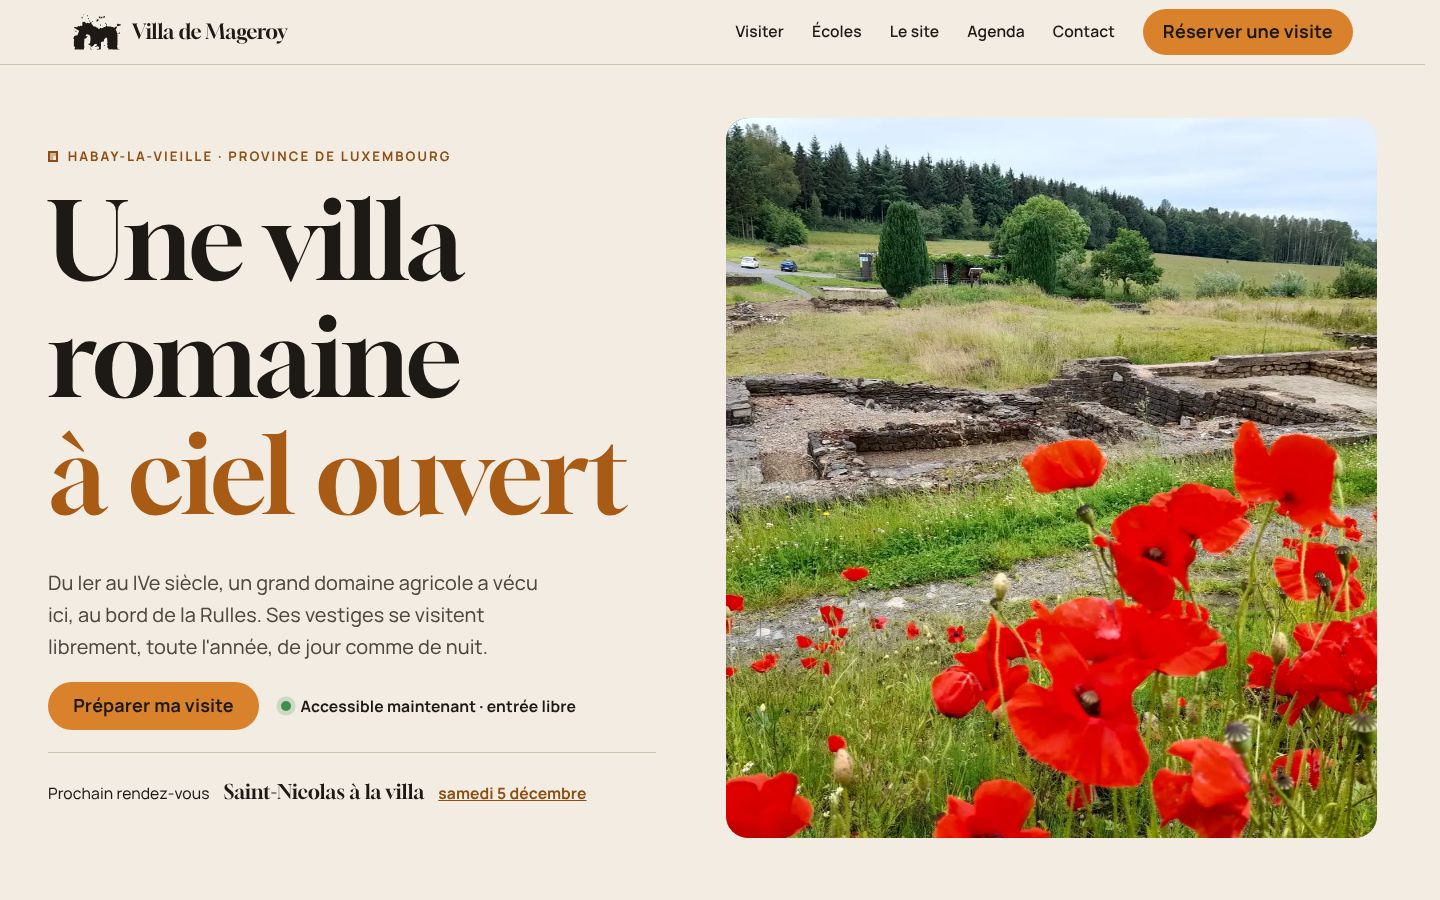 Villa de Mageroy
Visiter
Écoles
Le site
Agenda
Contact
Réserver une visite
HABAY-LA-VIEILLE · PROVINCE DE LUXEMBOURG
Une villa
romaine
à ciel ouvert
Du Ier au IVe siècle, un grand domaine agricole a vécu
ici, au bord de la Rulles. Ses vestiges se visitent
librement, toute l'année, de jour comme de nuit.
Préparer ma visite
Accessible maintenant · entrée libre
Prochain rendez-vous Saint-Nicolas à la villa samedi 5 décembre